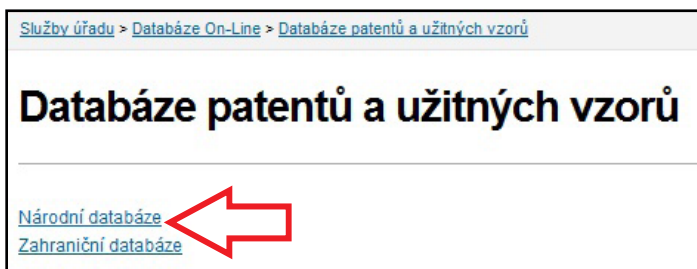 Služby úřadu > Databáze On-Line > Databáze patentů a užitných vzorů
Databáze patentů a užitných vzorů
Národní databáze
Zahraniční databáze